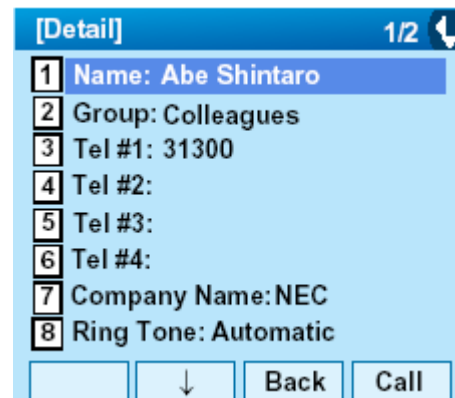 [Detail] 1/2
1 Name: Abe Shintaro
2 Group: Colleagues
3 Tel #1: 31300
4 Tel #2:
5 Tel #3:
6 Tel #4:
7 Company Name: NEC
8 Ring Tone: Automatic
↓ Back Call